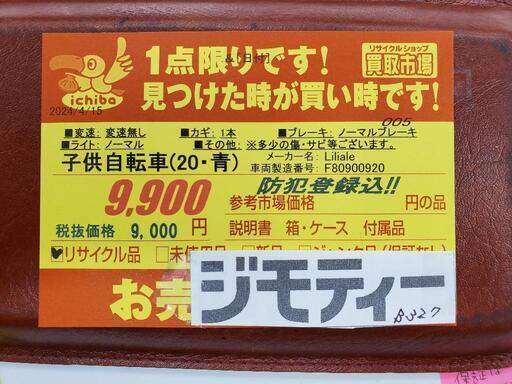 1点限りです!
&[日付]
リサイクルショップ
買取市場
ichiba
見つけた時が買い時です!
2024/4/15
005
■変速: 変速無し ■カギ: 1本 ■ブレーキ: ノーマルブレーキ
■ライト: ノーマル ■その他: ※多少の傷・サビ等ございます。
子供自転車(20・青) メーカー名: Liliale
車両製造番号: F80900920
防犯登録込!!
9,900 円
参考市場価格 円の品
税抜価格 9,000
説明書 箱・ケース 付属品
リサイクル品
お売
ジモティー
保証